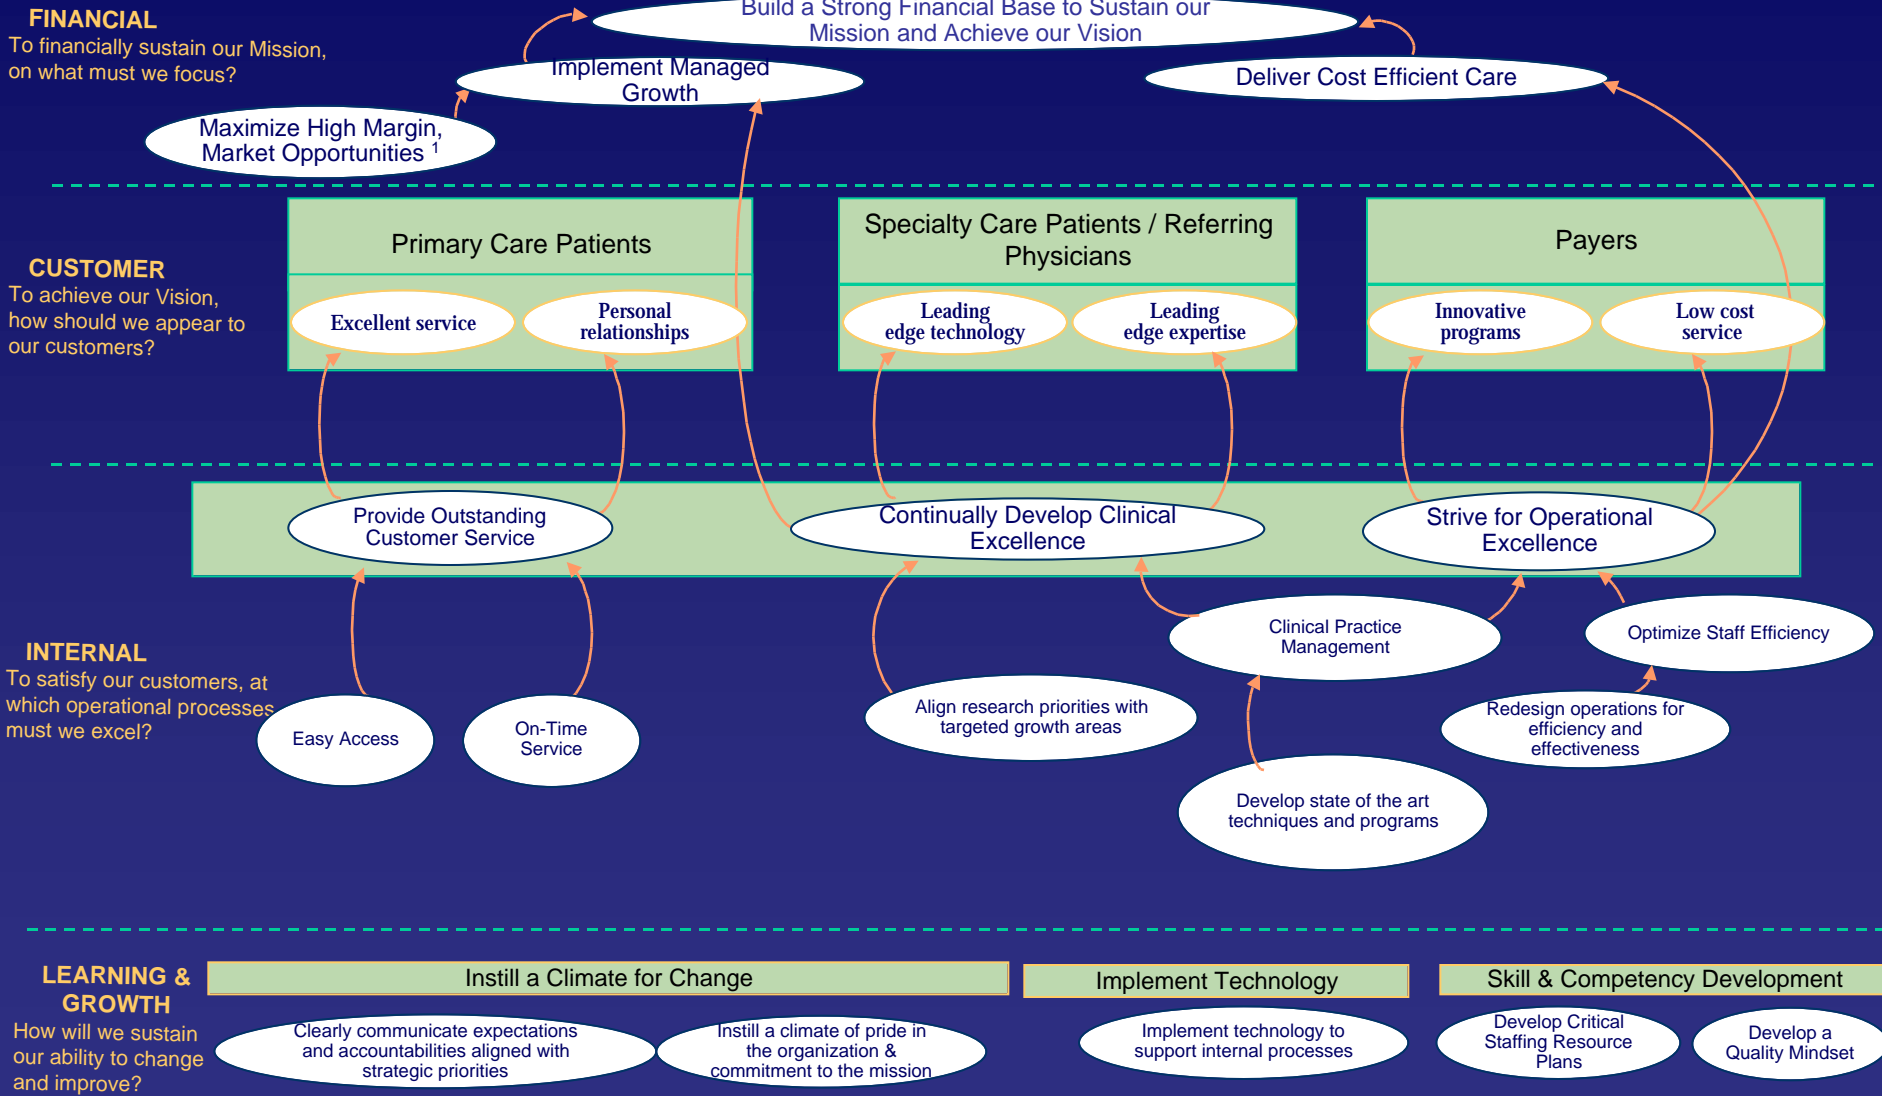 FINANCIAL
To financially sustain our Mission,
on what must we focus?
Build a Strong Financial Base to Sustain our
Mission and Achieve our Vision
Implement Managed
Growth
Deliver Cost Efficient Care
Maximize High Margin,
Market Opportunities ¹
CUSTOMER
To achieve our Vision,
how should we appear to
our customers?
Primary Care Patients
Excellent service
Personal
relationships
Specialty Care Patients / Referring
Physicians
Leading
edge technology
Leading
edge expertise
Payers
Innovative
programs
Low cost
service
Provide Outstanding
Customer Service
Continually Develop Clinical
Excellence
Strive for Operational
Excellence
INTERNAL
To satisfy our customers, at
which operational processes
must we excel?
Easy Access
On-Time
Service
Align research priorities with
targeted growth areas
Clinical Practice
Management
Optimize Staff Efficiency
Redesign operations for
efficiency and
effectiveness
Develop state of the art
techniques and programs
LEARNING &
GROWTH
How will we sustain
our ability to change
and improve?
Instill a Climate for Change
Clearly communicate expectations
and accountabilities aligned with
strategic priorities
Instill a climate of pride in
the organization &
commitment to the mission
Implement Technology
Implement technology to
support internal processes
Skill & Competency Development
Develop Critical
Staffing Resource
Plans
Develop a
Quality Mindset